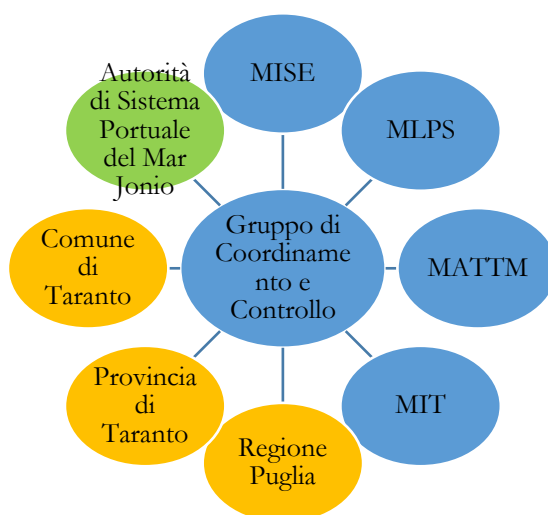 Autorità
di Sistema
Portuale
del Mar
Jonio
MISE
MLPS
MATTM
MIT
Regione
Puglia
Provincia
di
Taranto
Comune
di
Taranto
Gruppo di
Coordiname
nto e
Controllo